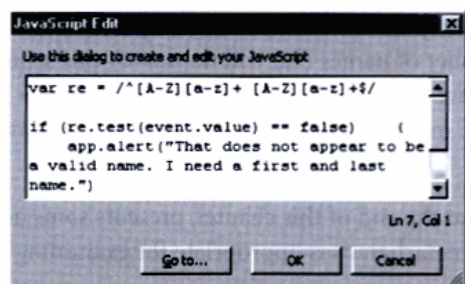 JavaScript Edit
Use this dialog to create and edit your JavaScript
var re = /^[A-Z][a-z]+ [A-Z][a-z]+$/
if (re.test(event.value) == false) {
app.alert("That does not appear to be
a valid name. I need a first and last
name.")
Ln 7, Col 1
Go to...
OK
Cancel